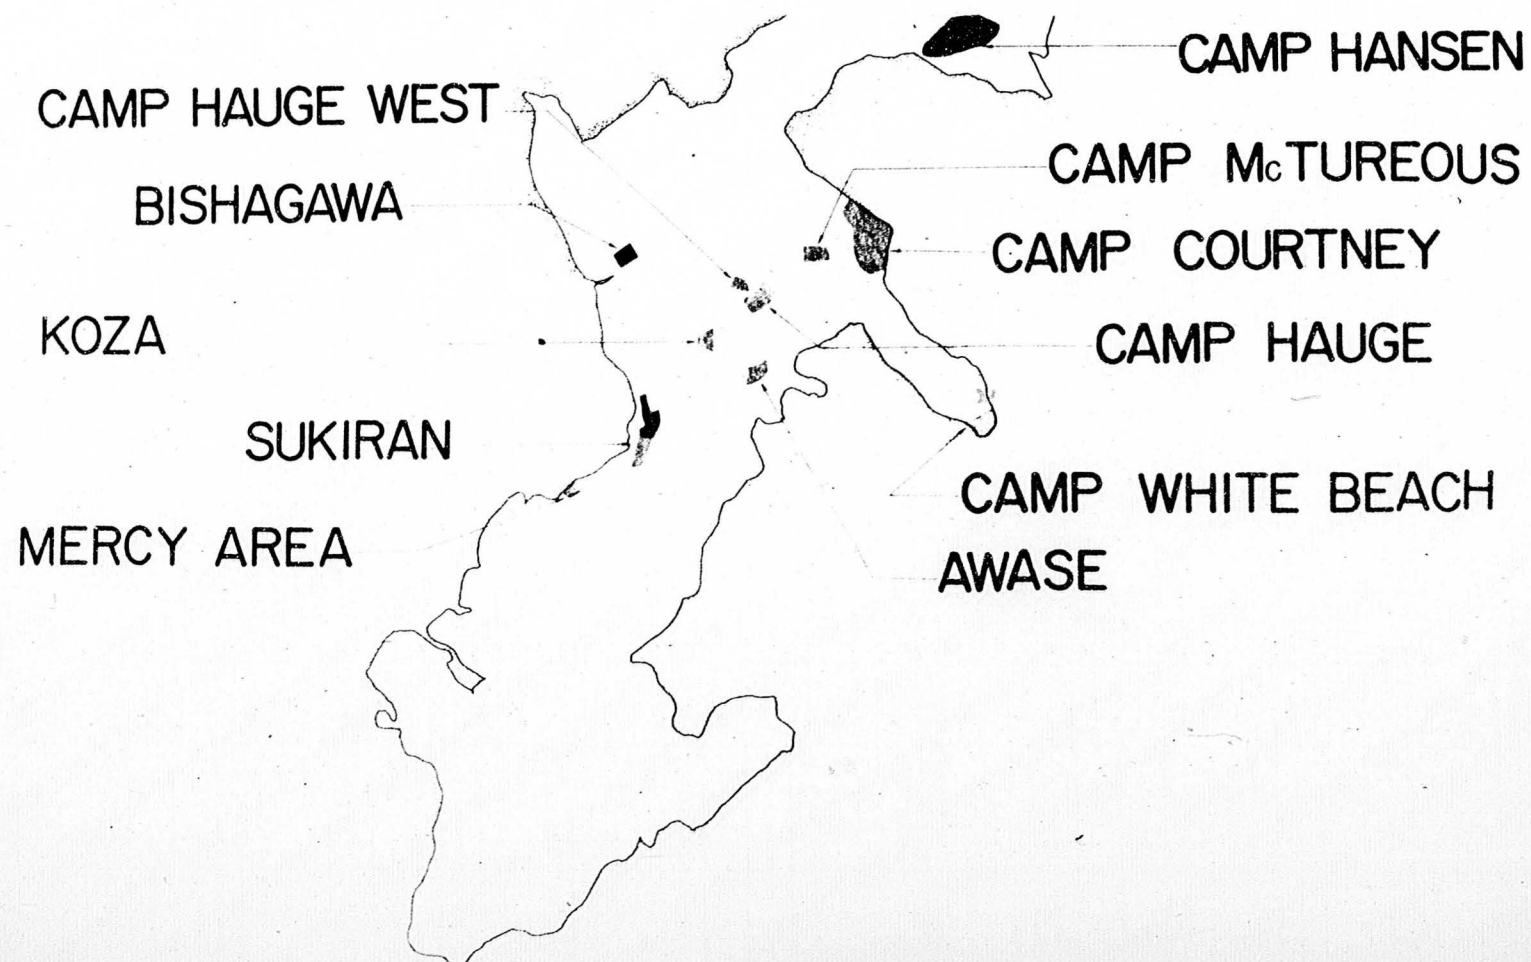 CAMP HANSEN
CAMP HAUGE WEST
CAMP McTUREOUS
BISHAGAWA
CAMP COURTNEY
KOZA
CAMP HAUGE
SUKIRAN
CAMP WHITE BEACH
MERCY AREA
AWASE